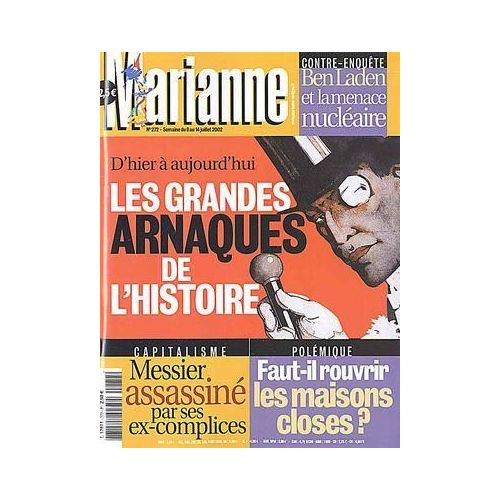 2,5€
Marianne
N° 272 - Semaine du 8 au 14 juillet 2002
CONTRE-ENQUÊTE
Ben Laden
et la menace
nucléaire
D'hier à aujourd'hui
LES GRANDES
ARNAQUES
DE
L'HISTOIRE
CAPITALISME
Messier
assassiné
par ses
ex-complices
POLÉMIQUE
Faut-il rouvrir
les maisons
closes ?